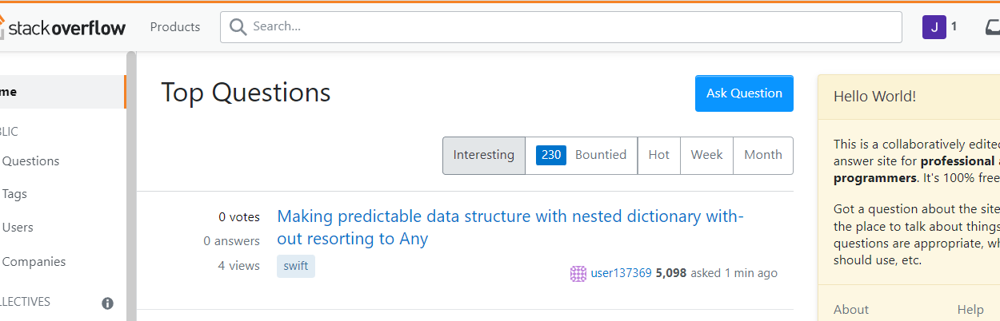 stack overflow
Products
Search...
J
1
me
BLIC
Questions
Tags
Users
Companies
LLECTIVES
Top Questions
Ask Question
Interesting
230 Bountied
Hot
Week
Month
0 votes
0 answers
4 views
Making predictable data structure with nested dictionary with-
out resorting to Any
swift
user137369 5,098 asked 1 min ago
Hello World!
This is a collaboratively edited
answer site for professional
programmers. It's 100% free
Got a question about the site
the place to talk about things
questions are appropriate, wh
should use, etc.
About
Help